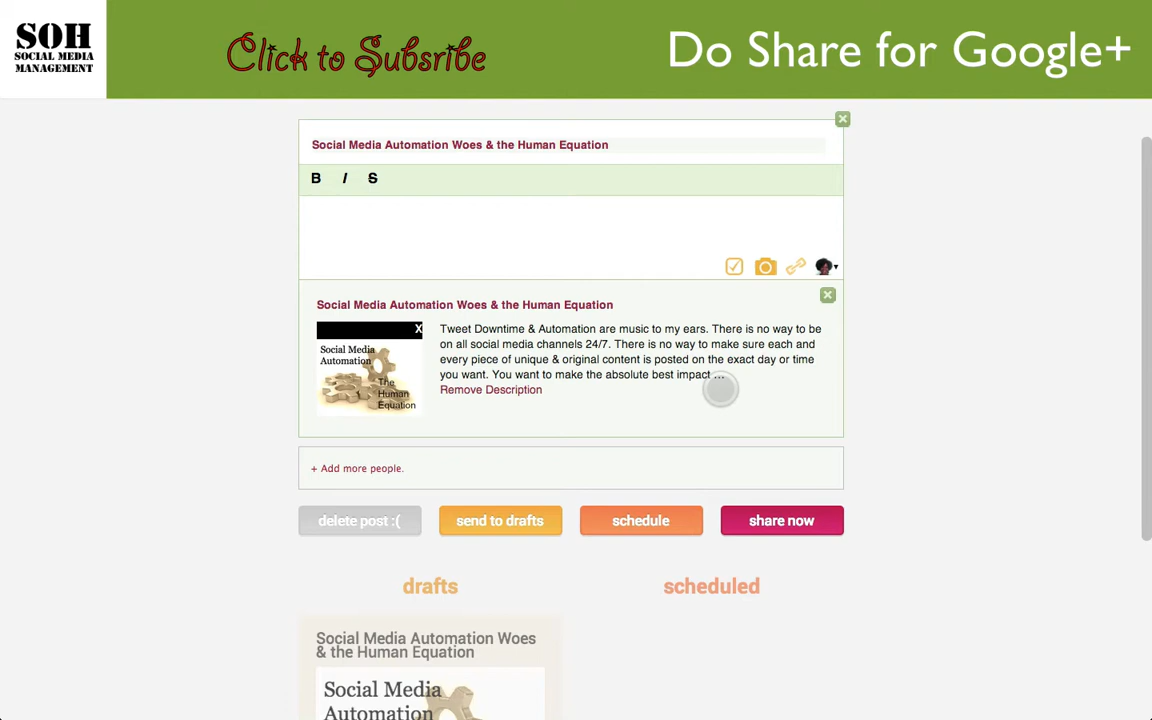 SOH
SOCIAL MEDIA
MANAGEMENT
Click to Subsribe
Do Share for Google+
Social Media Automation Woes & the Human Equation
B I S
Social Media Automation Woes & the Human Equation
X
Social Media
Automation
The
Human
Equation
Tweet Downtime & Automation are music to my ears. There is no way to be
on all social media channels 24/7. There is no way to make sure each and
every piece of unique & original content is posted on the exact day or time
you want. You want to make the absolute best impact ...
Remove Description
+ Add more people.
delete post :(
send to drafts
schedule
share now
drafts
scheduled
Social Media Automation Woes
& the Human Equation
Social Media
Automation